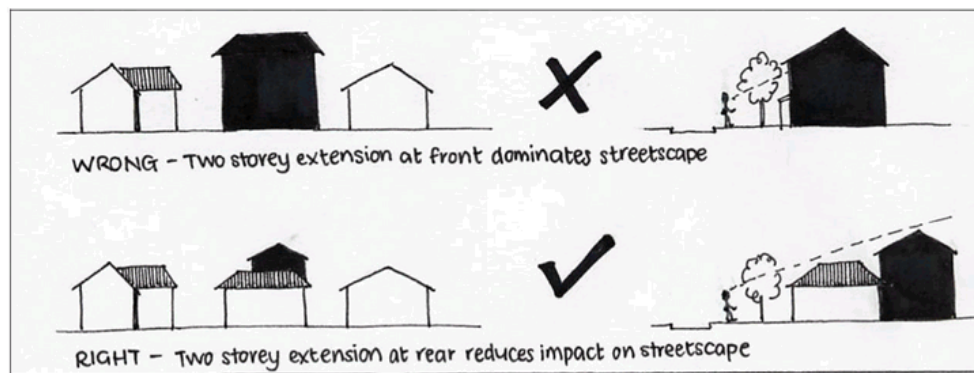 WRONG - TWO STOREY EXTENSION AT FRONT DOMINATES STREETSCAPE
RIGHT - TWO STOREY EXTENSION AT REAR REDUCES IMPACT ON STREETSCAPE